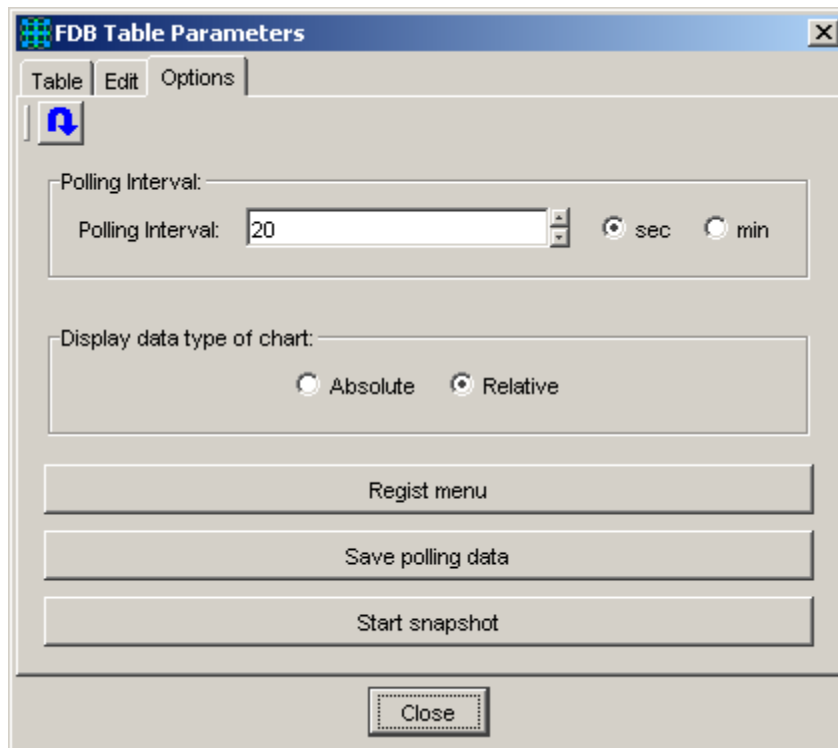 FDB Table Parameters
Table Edit Options
Polling Interval:
Polling Interval: 20 sec min
Display data type of chart:
Absolute Relative
Regist menu
Save polling data
Start snapshot
Close